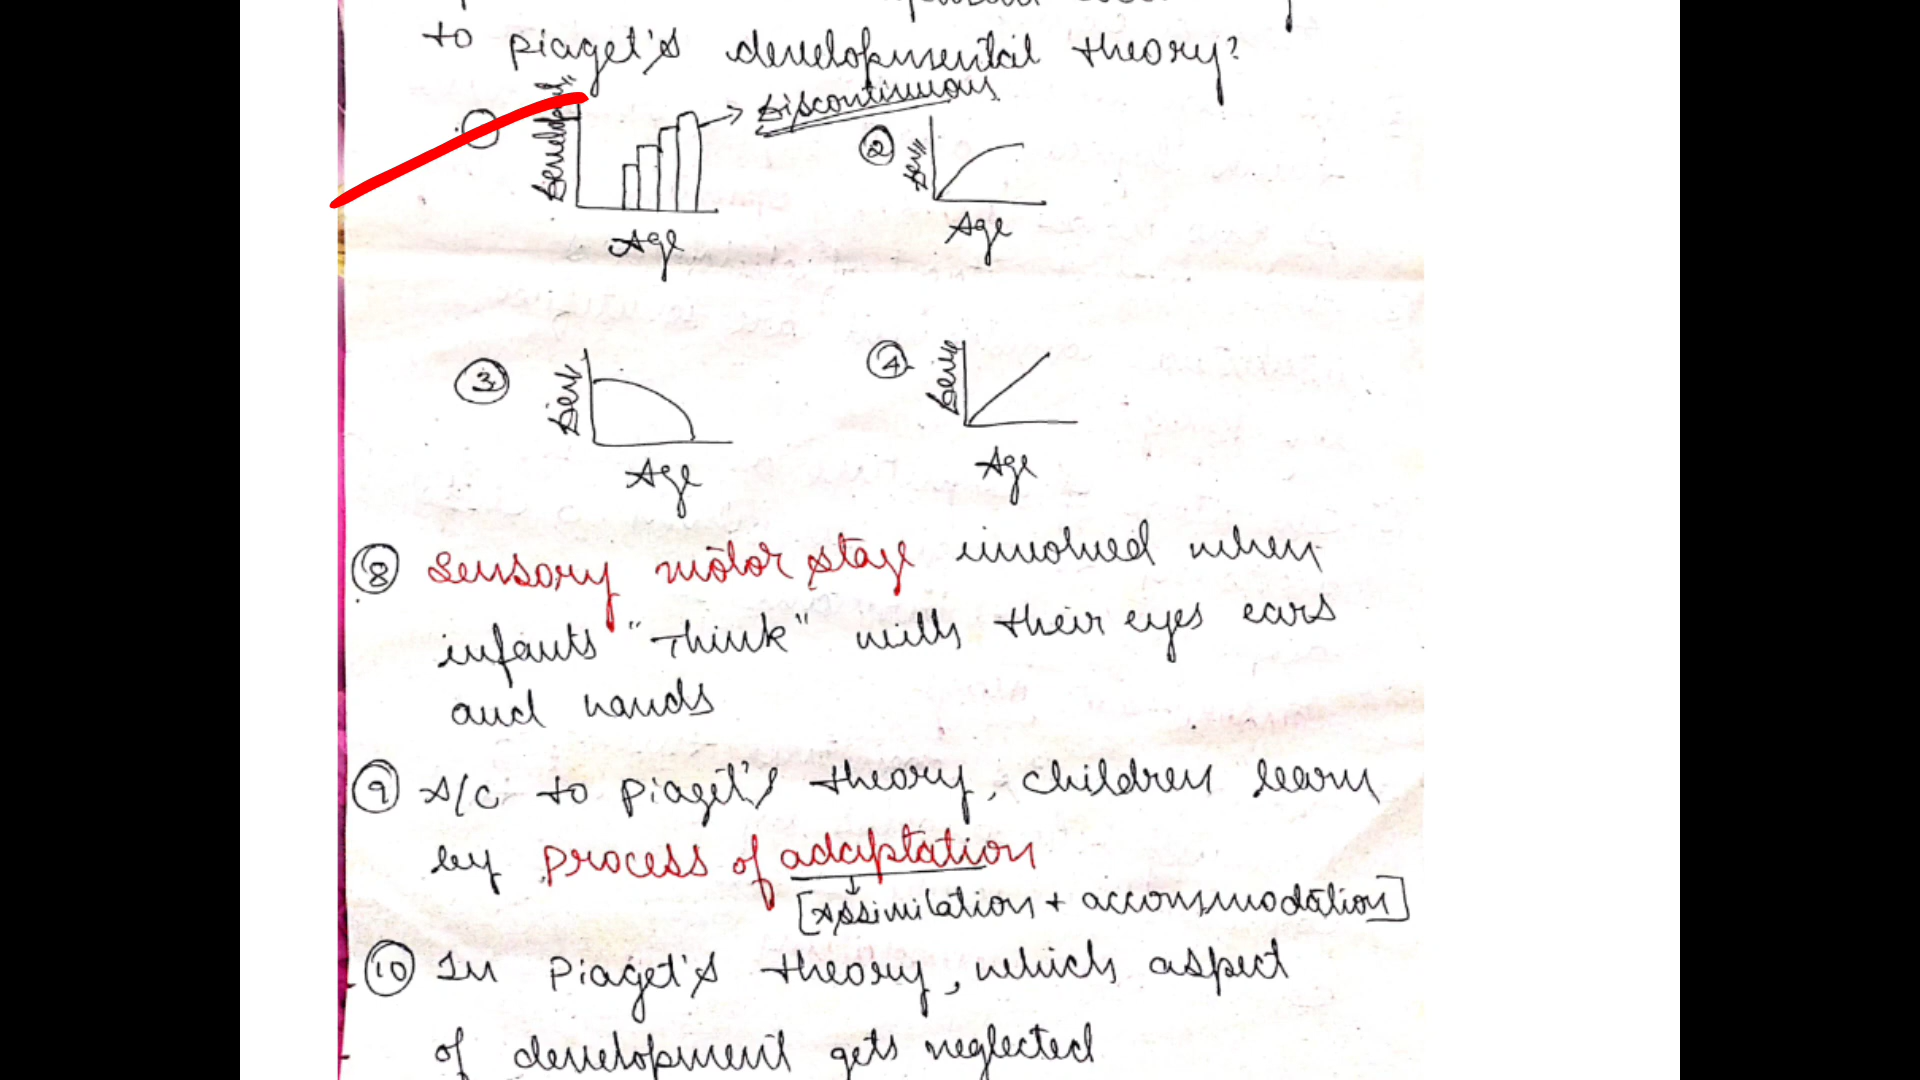 to Piaget's developmental theory?
Discontinuous
①
Age
②
Dev//
Age
③
Dev
Age
④
Dev
Age
⑧ Sensory motor stage involved when
infants "Think" with their eyes ears
and hands
⑨ A/C to Piaget's theory, children learn
by process of adaptation
[Assimilation + accommodation]
⑩ In Piaget's theory, which aspect
of development gets neglected